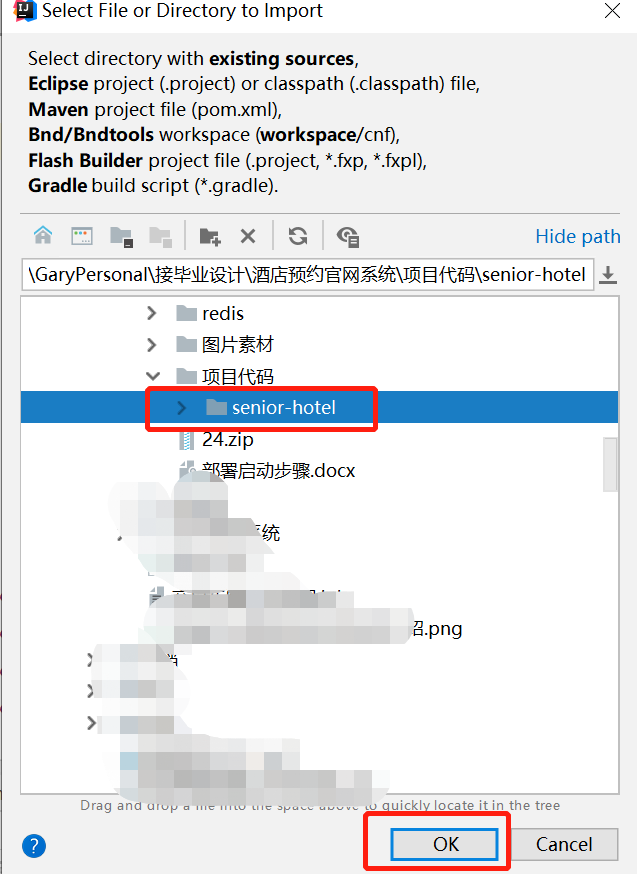 Select File or Directory to Import
Select directory with existing sources,
Eclipse project (.project) or classpath (.classpath) file,
Maven project file (pom.xml),
Bnd/Bndtools workspace (workspace/cnf),
Flash Builder project file (.project, *.fxp, *.fxpl),
Gradle build script (*.gradle).
Hide path
\GaryPersonal\接毕业设计\酒店预约官网系统\项目代码\senior-hotel
redis
图片素材
项目代码
senior-hotel
24.zip
部署启动步骤.docx
统
.png
Drag and drop a file into the space above to quickly locate it in the tree
?
OK
Cancel